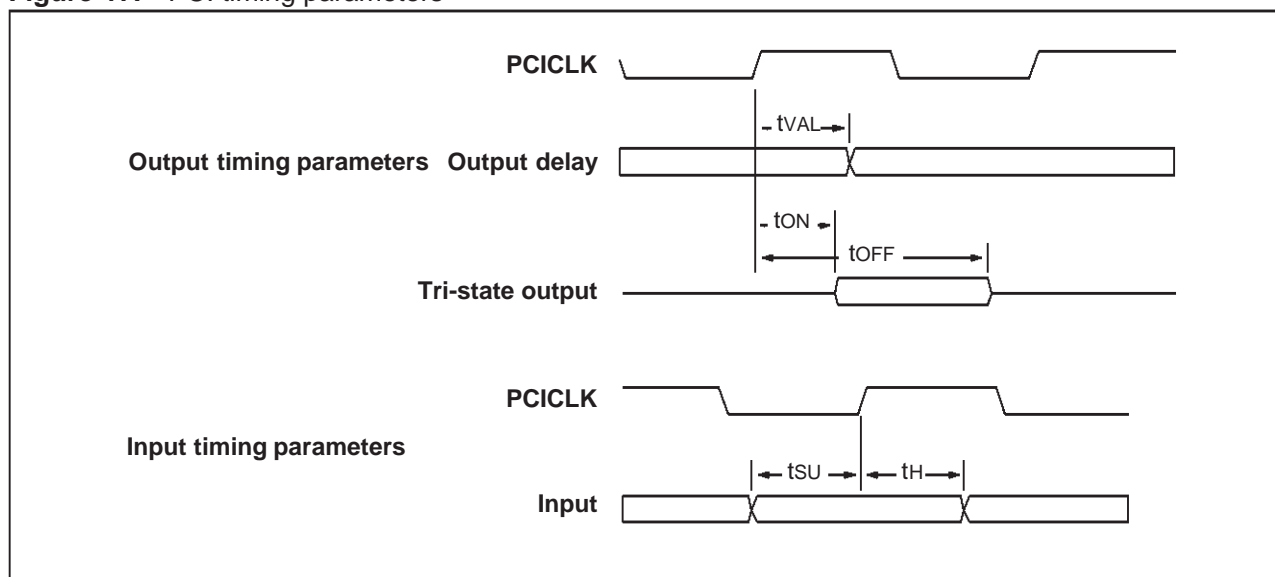 PCICLK
tVAL
Output timing parameters Output delay
tON
tOFF
Tri-state output
PCICLK
Input timing parameters
tSU tH
Input